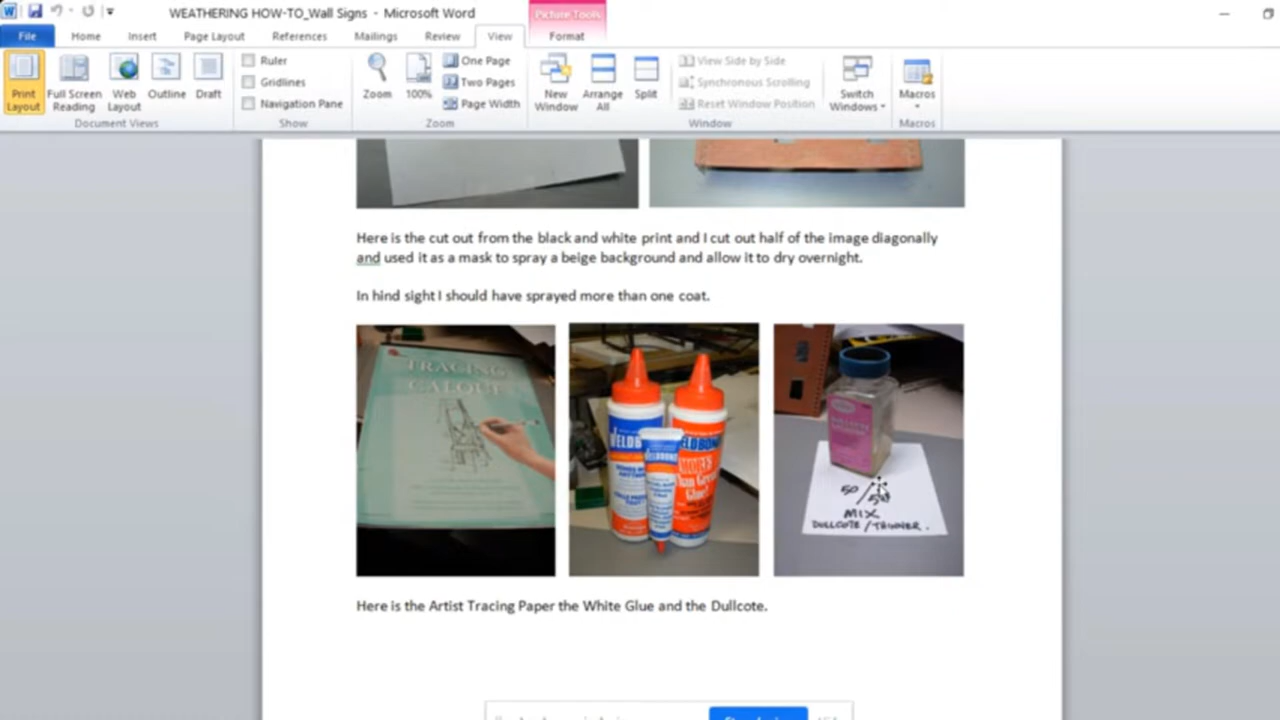 WEATHERING HOW-TO_Wall Signs - Microsoft Word
Picture Tools
File Home Insert Page Layout References Mailings Review View Format
Print Layout
Full Screen Reading
Web Layout
Outline
Draft
Document Views
Ruler
Gridlines
Navigation Pane
Show
Zoom
100%
One Page
Two Pages
Page Width
Zoom
New Window
Arrange All
Split
View Side by Side
Synchronous Scrolling
Reset Window Position
Window
Switch Windows
Macros
Macros
Here is the cut out from the black and white print and I cut out half of the image diagonally
and used it as a mask to spray a beige background and allow it to dry overnight.
In hind sight I should have sprayed more than one coat.
TRACING
50/50
MIX
DULLCOTE/THINNER.
Here is the Artist Tracing Paper the White Glue and the Dullcote.